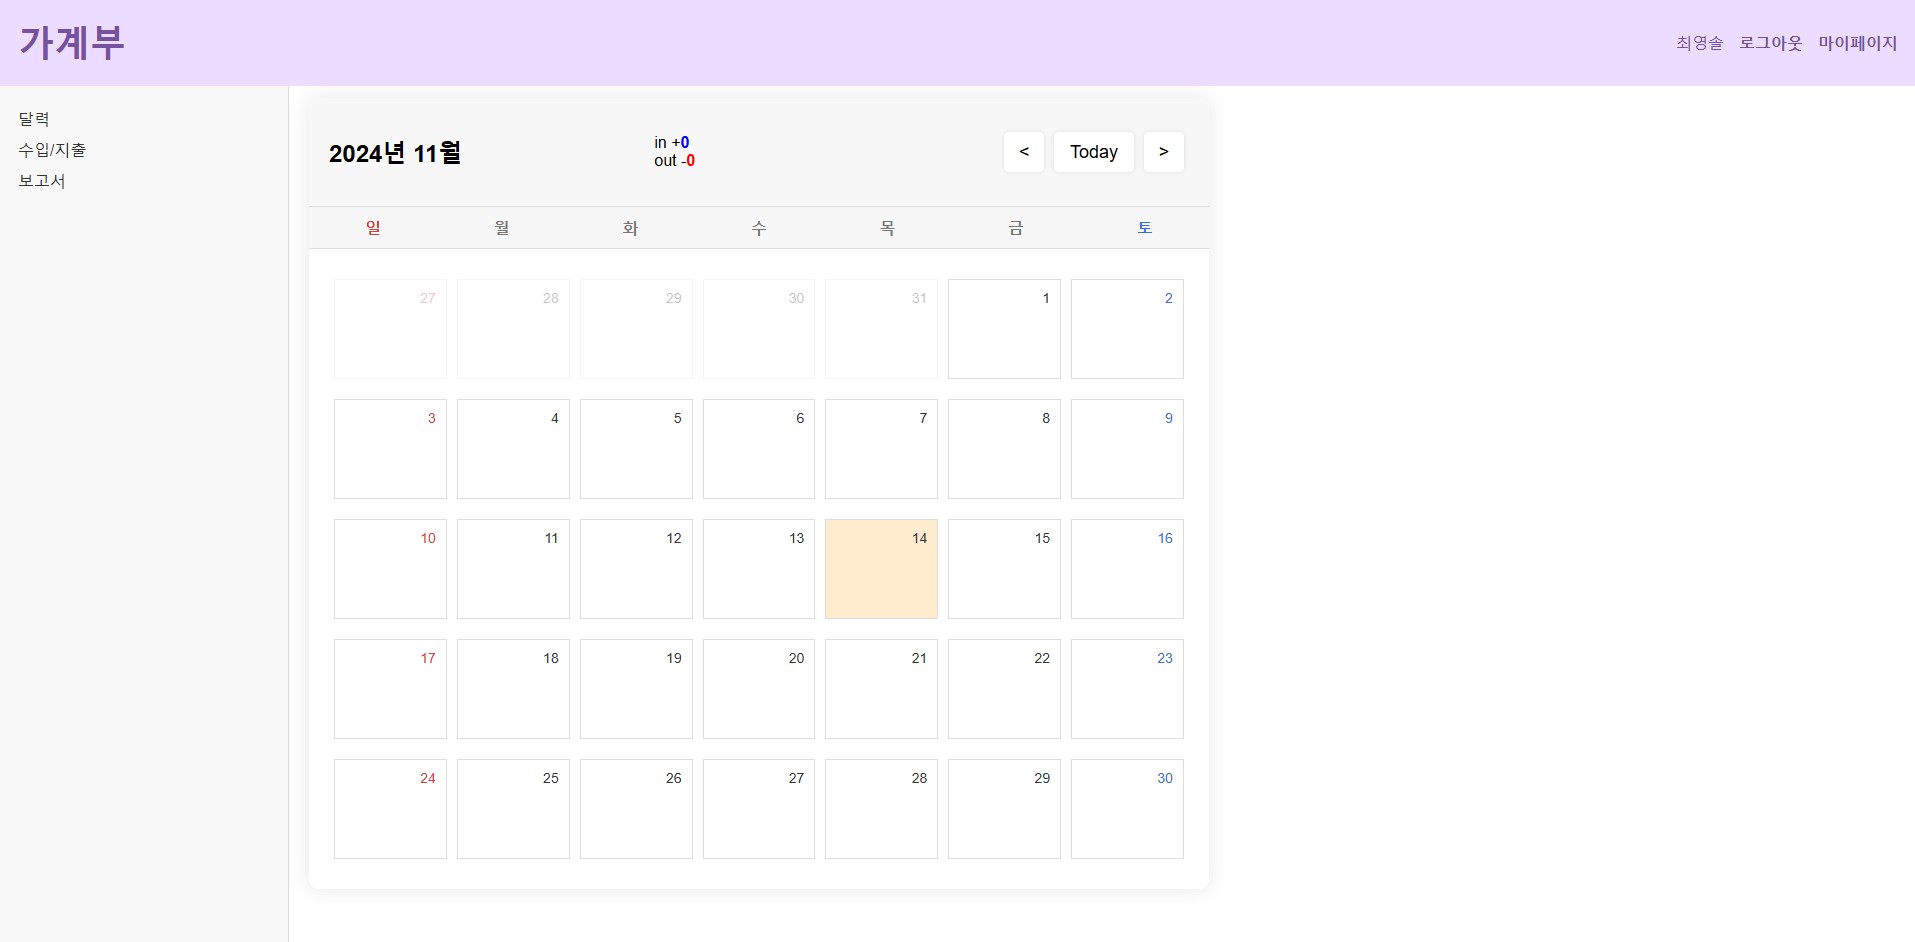 가계부
최영솔 로그아웃 마이페이지
달력
수입/지출
보고서
2024년 11월
in +0
out -0
< Today >
일 월 화 수 목 금 토
27 28 29 30 31 1 2
3 4 5 6 7 8 9
10 11 12 13 14 15 16
17 18 19 20 21 22 23
24 25 26 27 28 29 30